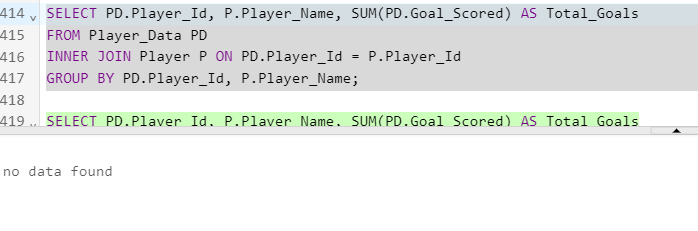 414 SELECT PD.Player_Id, P.Player_Name, SUM(PD.Goal_Scored) AS Total_Goals
415 FROM Player_Data PD
416 INNER JOIN Player P ON PD.Player_Id = P.Player_Id
417 GROUP BY PD.Player_Id, P.Player_Name;
418
419 SELECT PD.Player_Id, P.Player_Name, SUM(PD.Goal_Scored) AS Total_Goals
no data found